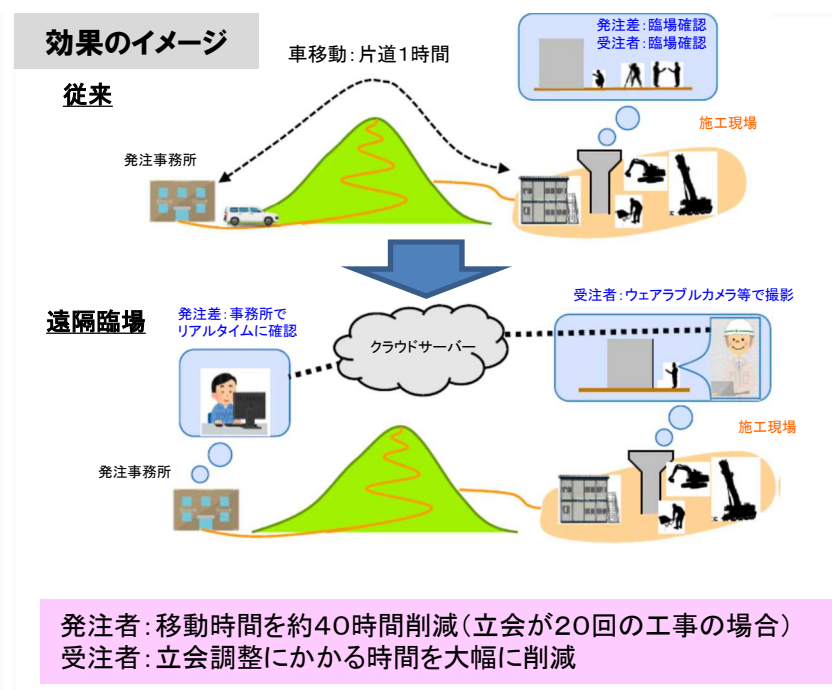 効果のイメージ
従来
車移動：片道1時間
発注差：臨場確認
受注者：臨場確認
施工現場
発注事務所
遠隔臨場
発注差：事務所で
リアルタイムに確認
クラウドサーバー
受注者：ウェアラブルカメラ等で撮影
施工現場
発注事務所
発注者：移動時間を約40時間削減（立会が20回の工事の場合）
受注者：立会調整にかかる時間を大幅に削減